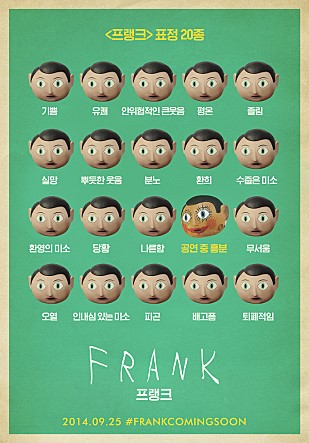 <프랭크> 표정 20종
기쁨 유쾌 안위협적인 큰웃음 평온 졸림
실망 뿌듯한 웃음 분노 환희 수줍은 미소
환영의 미소 당황 나른함 공연 중 흥분 무서움
오열 인내심 있는 미소 피곤 배고픔 퇴폐적임
FRANK
프랭크
2014.09.25 #FRANKCOMINGSOON